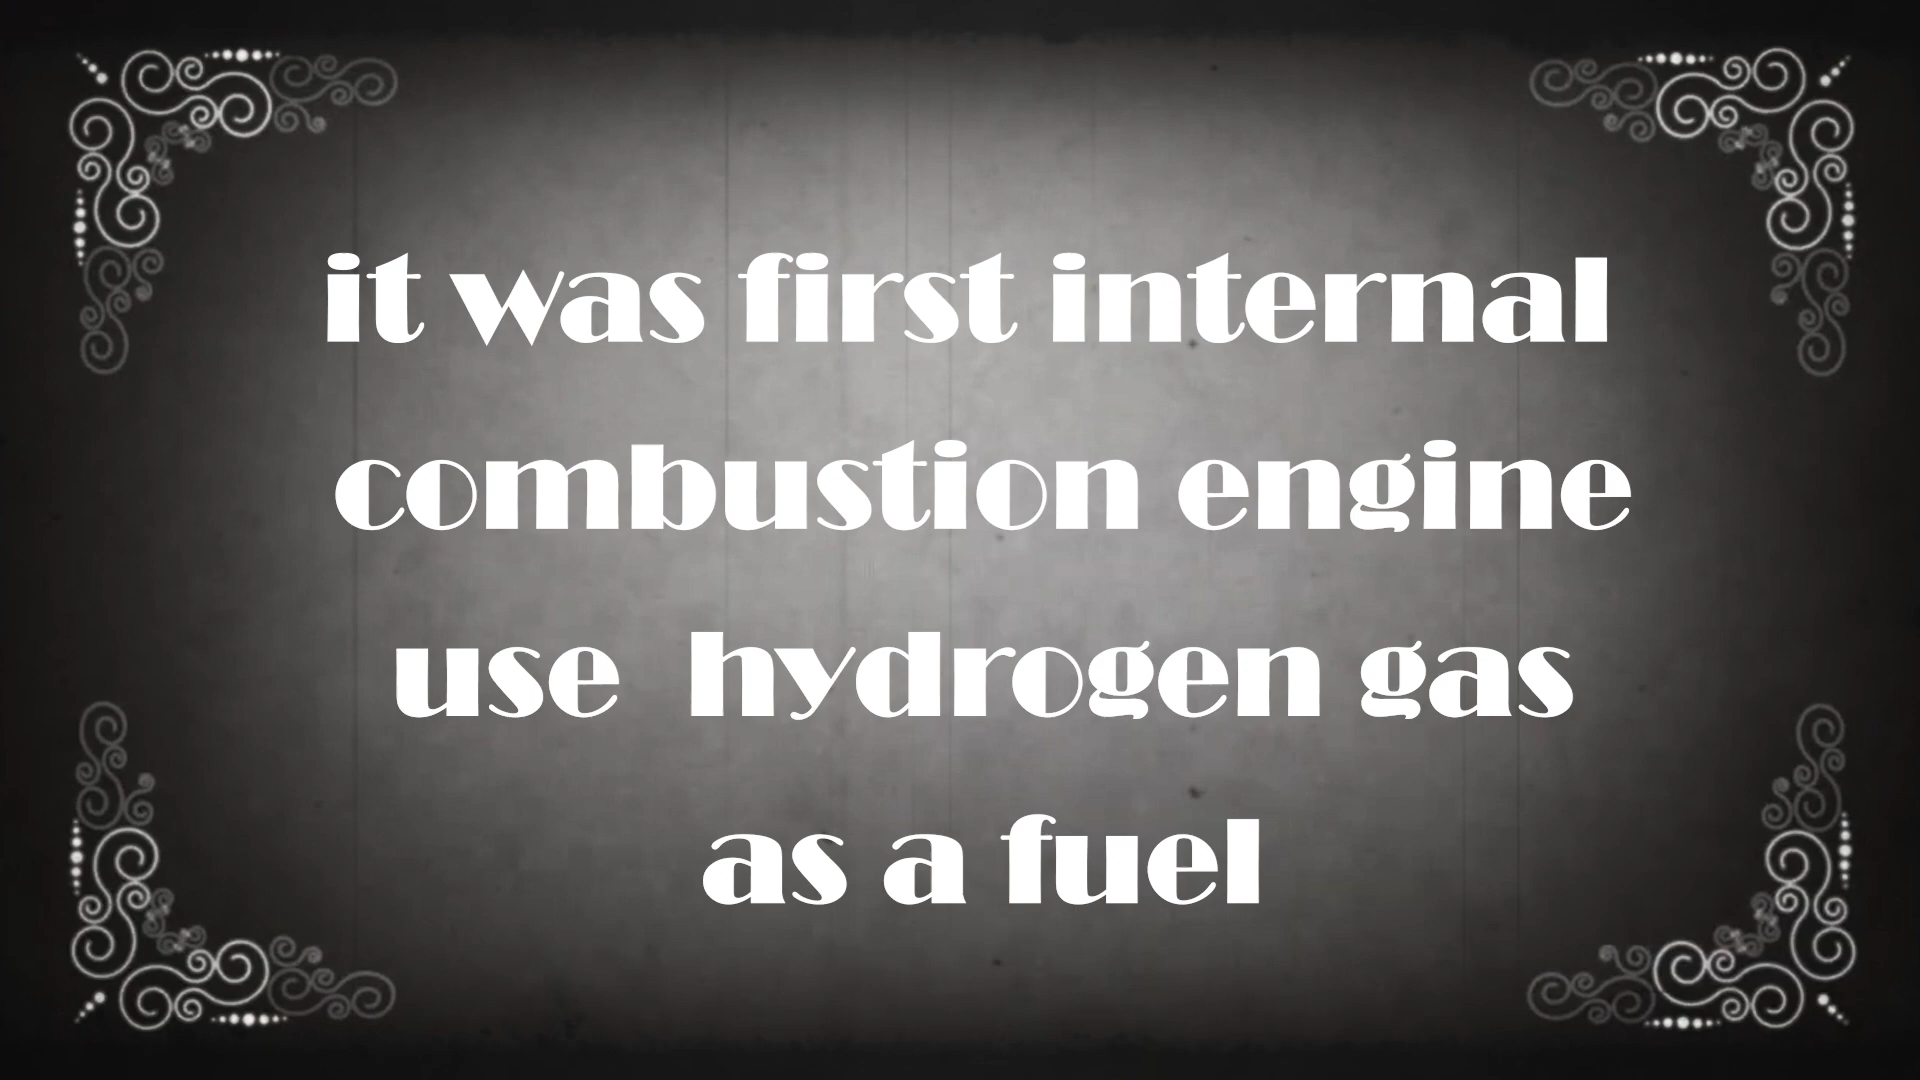 it was first internal
combustion engine
use hydrogen gas
as a fuel